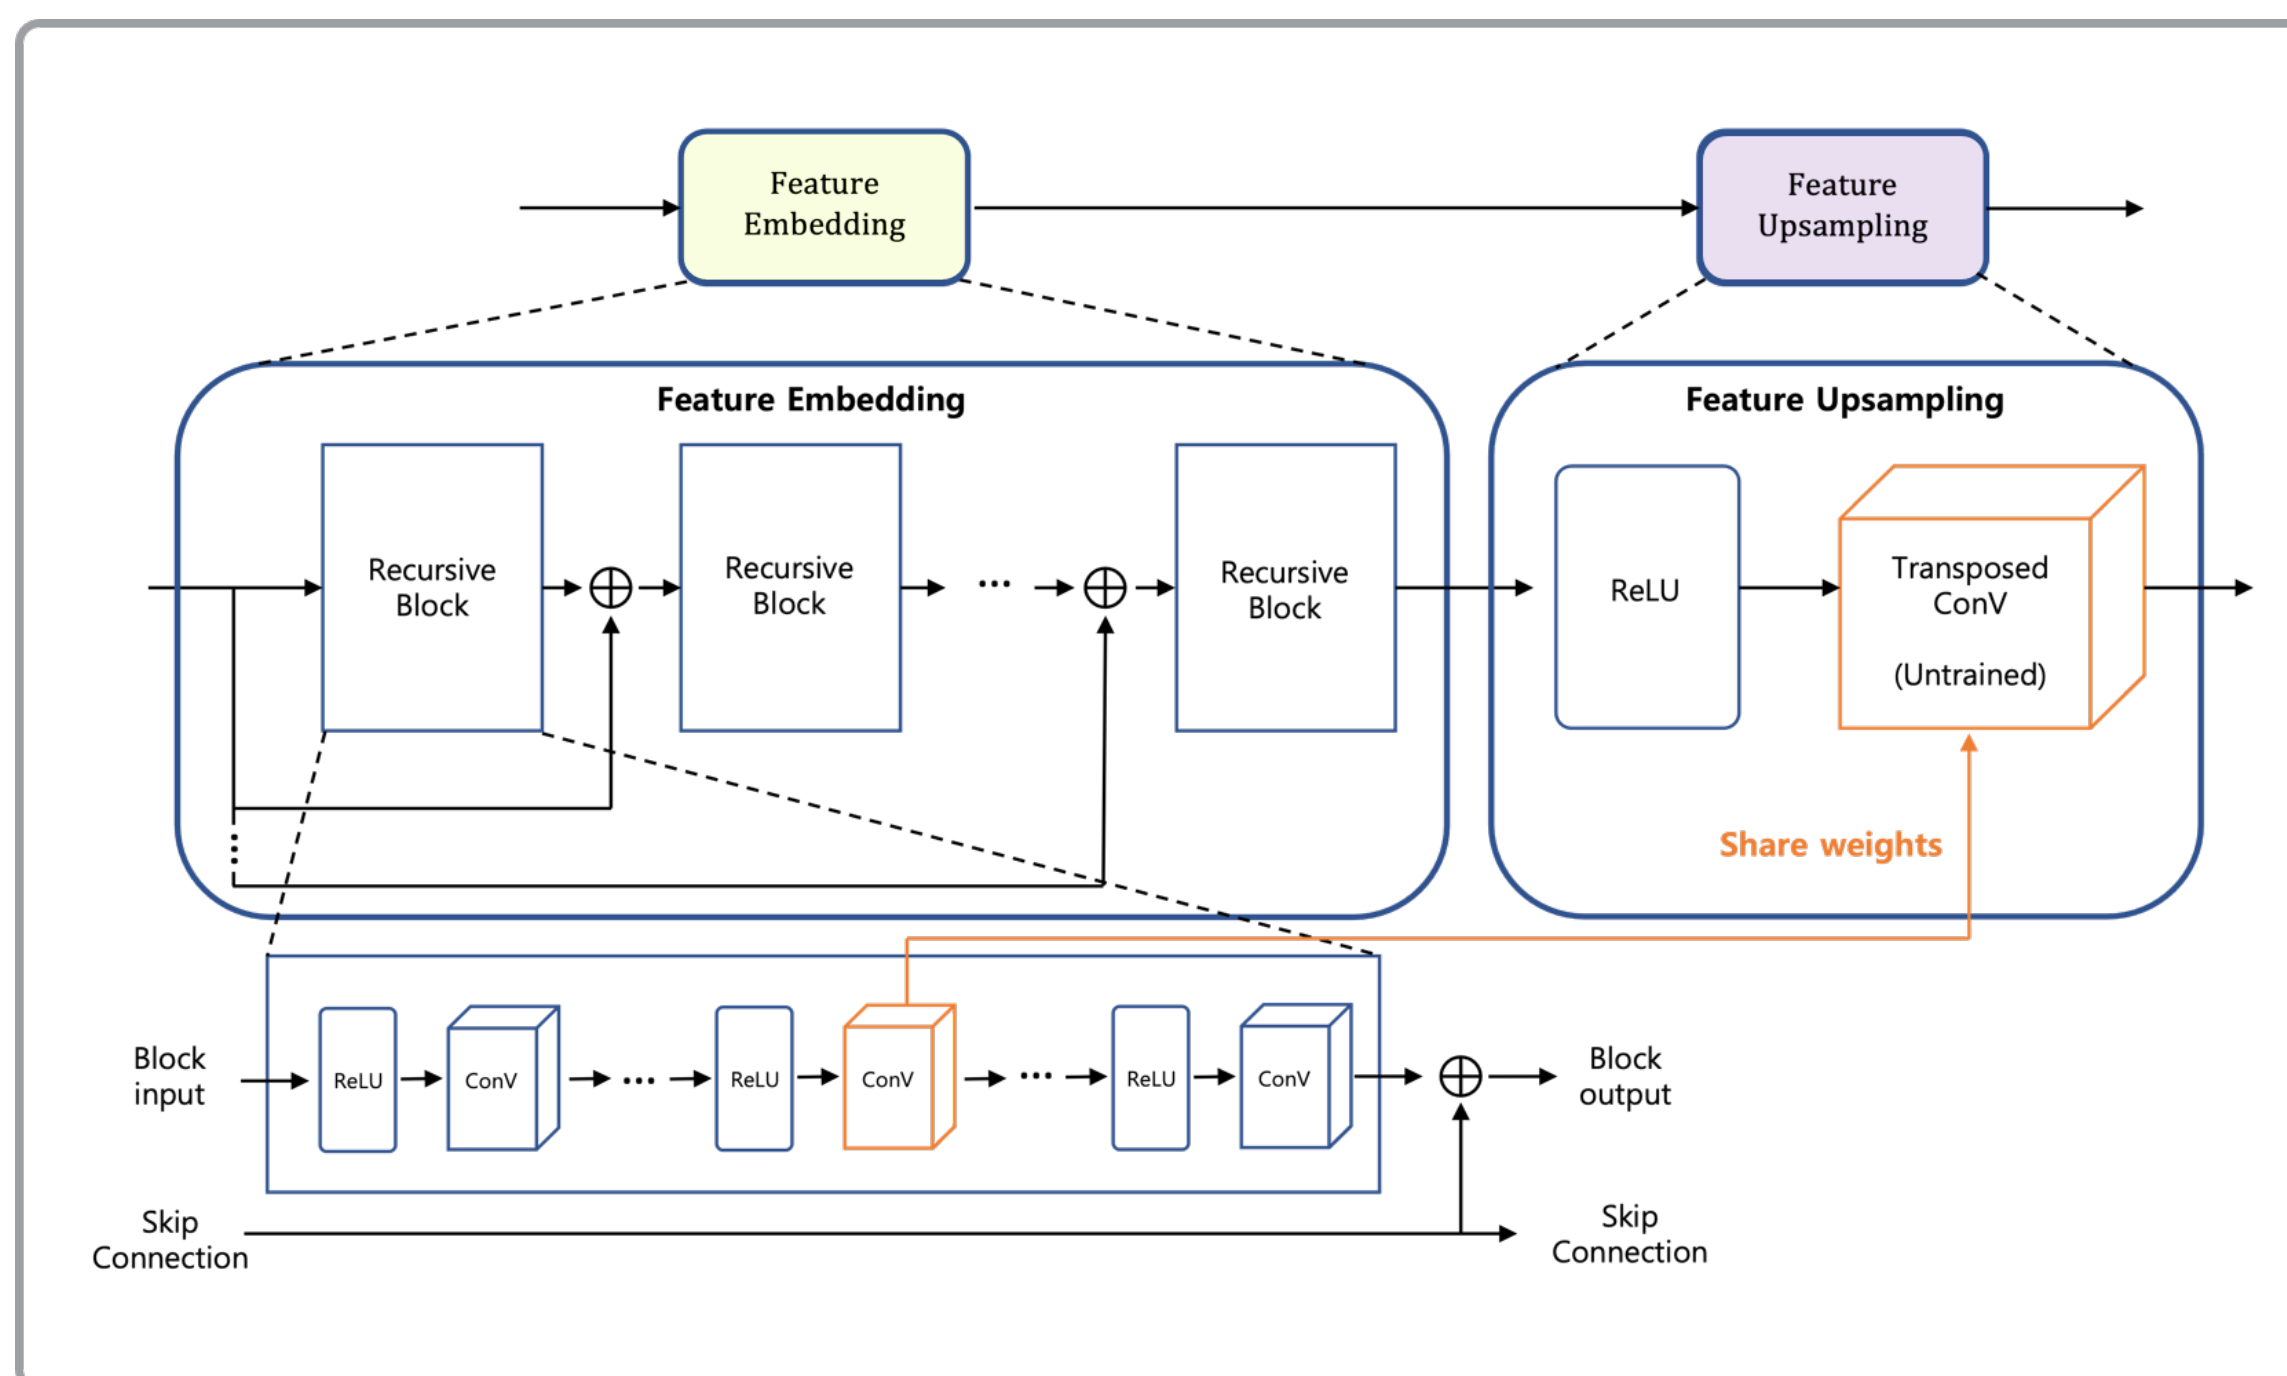 Feature
Embedding
Feature
Upsampling
Feature Embedding
Recursive
Block
Recursive
Block
...
Recursive
Block
Feature Upsampling
ReLU
Transposed
ConV
(Untrained)
Share weights
Block
input
ReLU
ConV
...
ReLU
ConV
...
ReLU
ConV
Block
output
Skip
Connection
Skip
Connection